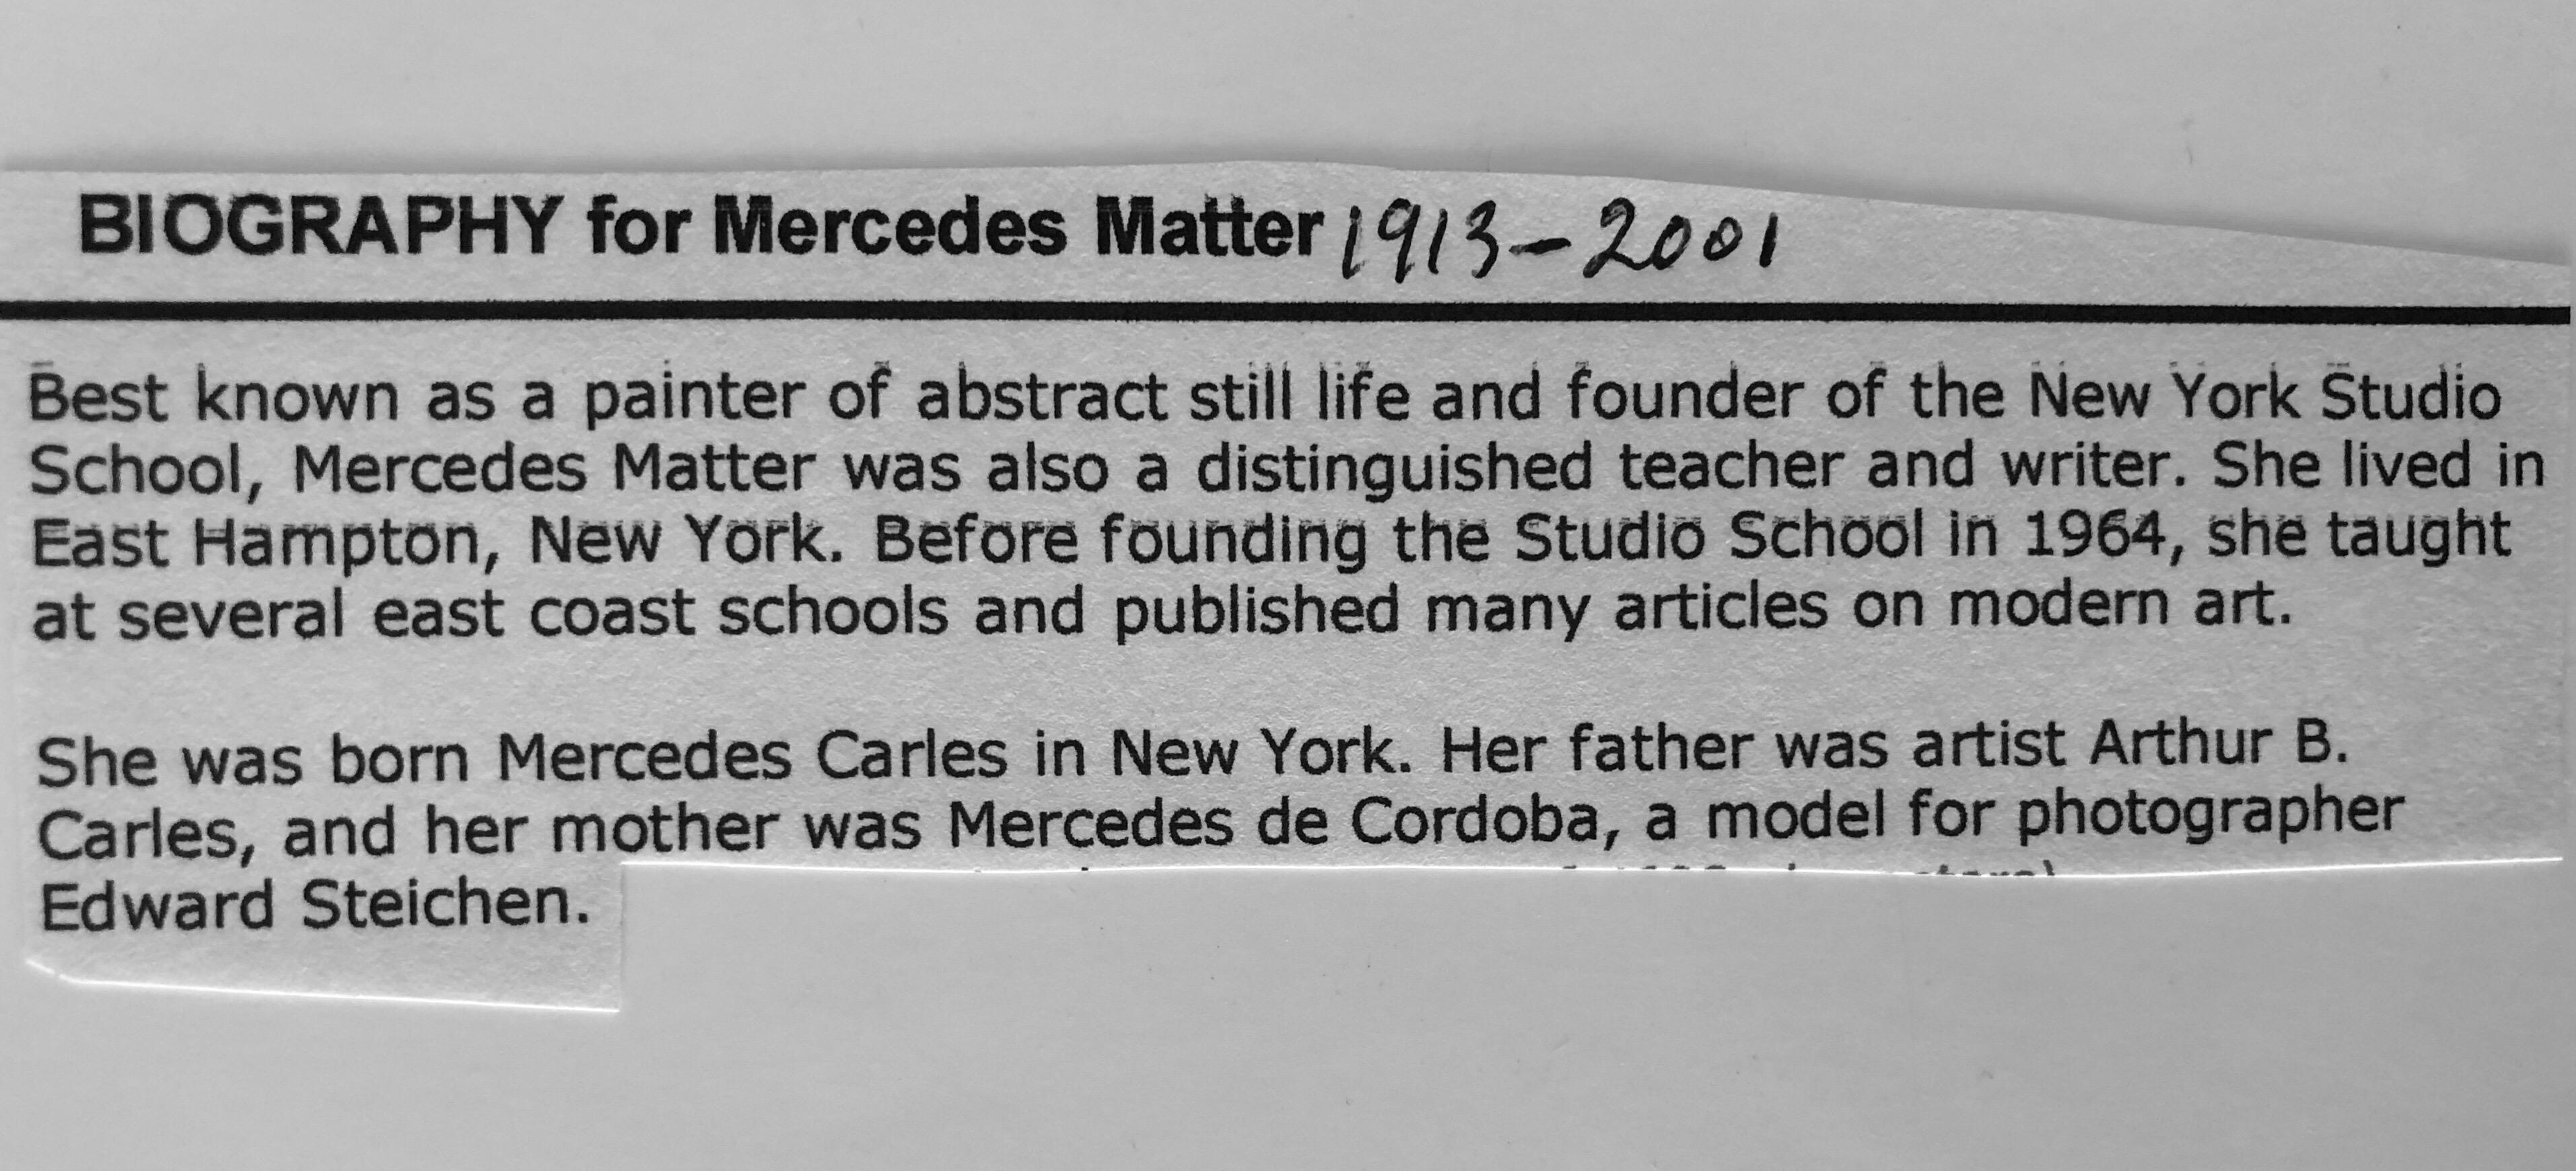 BIOGRAPHY for Mercedes Matter 1913-2001
Best known as a painter of abstract still life and founder of the New York Studio
School, Mercedes Matter was also a distinguished teacher and writer. She lived in
East Hampton, New York. Before founding the Studio School in 1964, she taught
at several east coast schools and published many articles on modern art.
She was born Mercedes Carles in New York. Her father was artist Arthur B.
Carles, and her mother was Mercedes de Cordoba, a model for photographer
Edward Steichen.